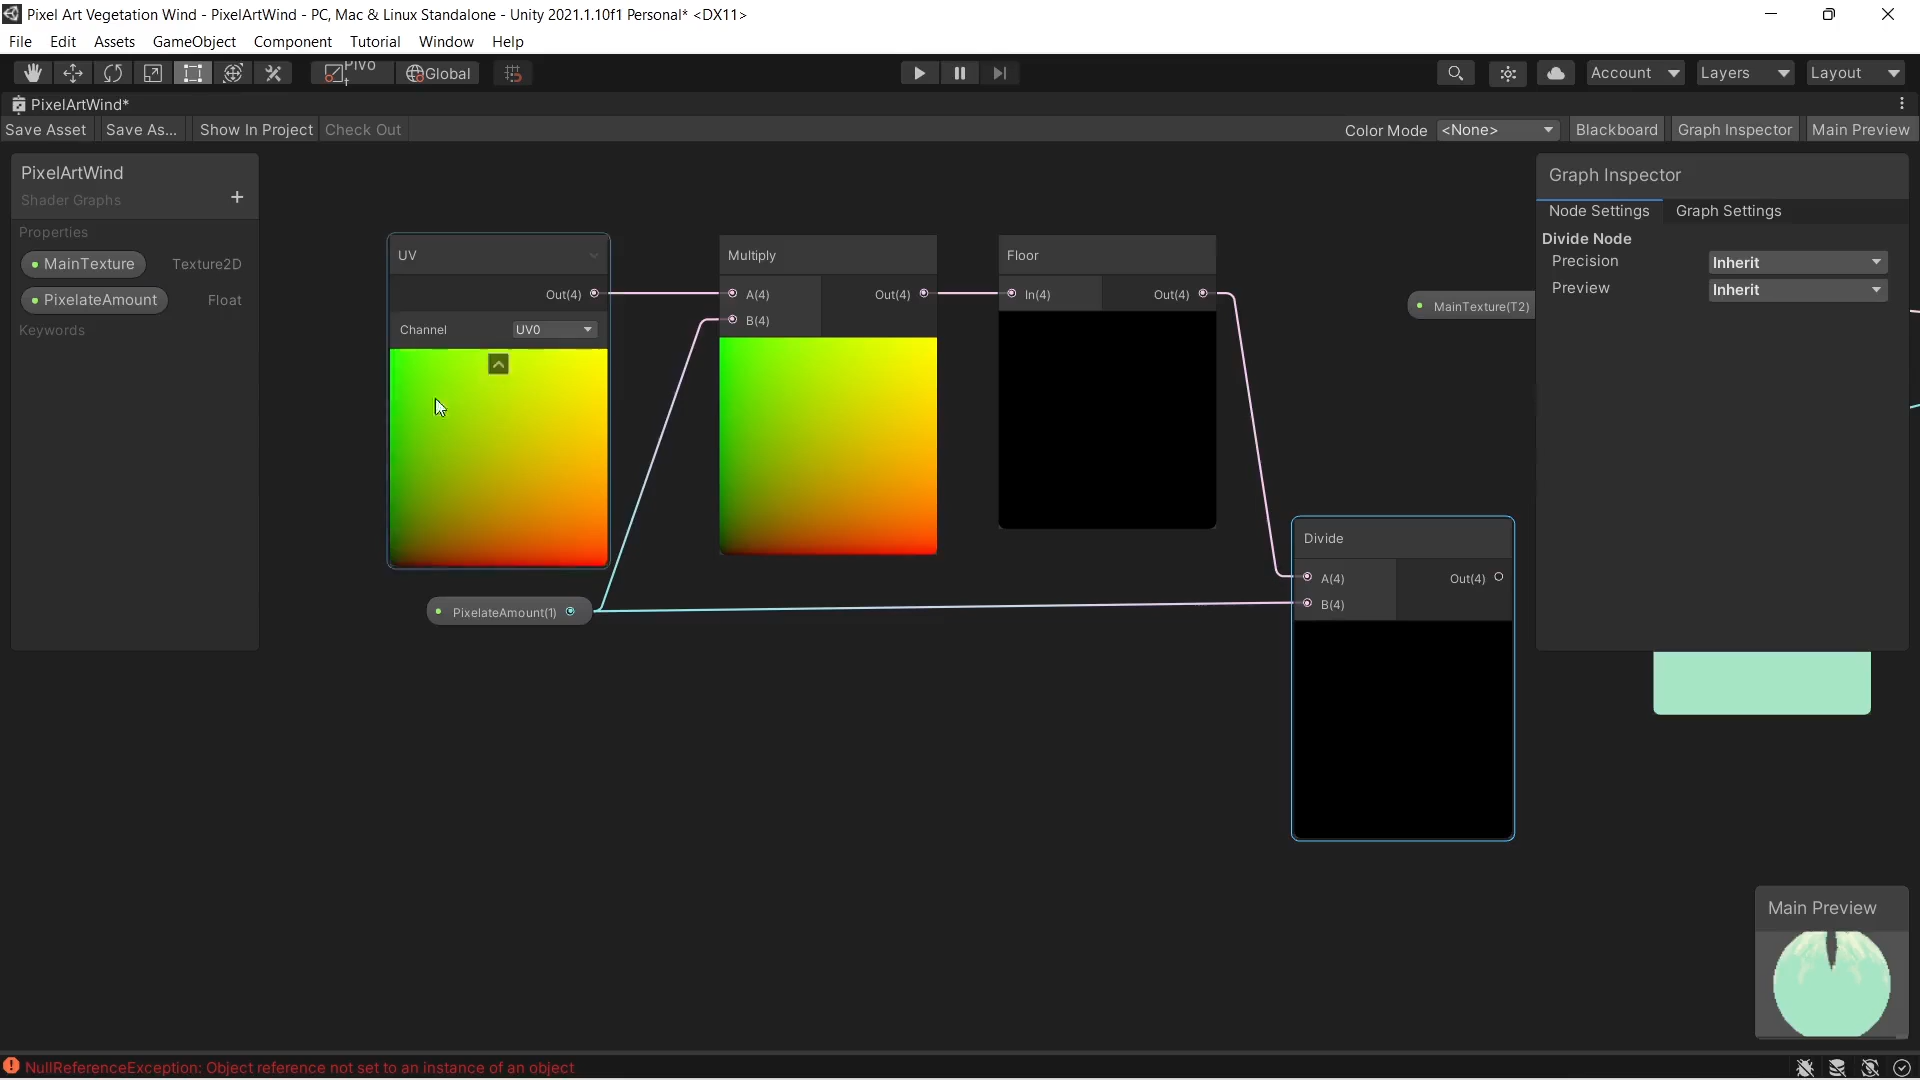 Pixel Art Vegetation Wind - PixelArtWind - PC, Mac & Linux Standalone - Unity 2021.1.10f1 Personal* <DX11>
File Edit Assets GameObject Component Tutorial Window Help
Pivot Global Account Layers Layout
PixelArtWind*
Save Asset Save As... Show In Project Check Out Color Mode <None> Blackboard Graph Inspector Main Preview
PixelArtWind
Shader Graphs
+
Properties
MainTexture Texture2D
PixelateAmount Float
Keywords
UV
Out(4)
Channel UV0
PixelateAmount(1)
Multiply
A(4) Out(4)
B(4)
Floor
In(4) Out(4)
Divide
A(4) Out(4)
B(4)
MainTexture(T2)
Graph Inspector
Node Settings Graph Settings
Divide Node
Precision Inherit
Preview Inherit
Main Preview
NullReferenceException: Object reference not set to an instance of an object